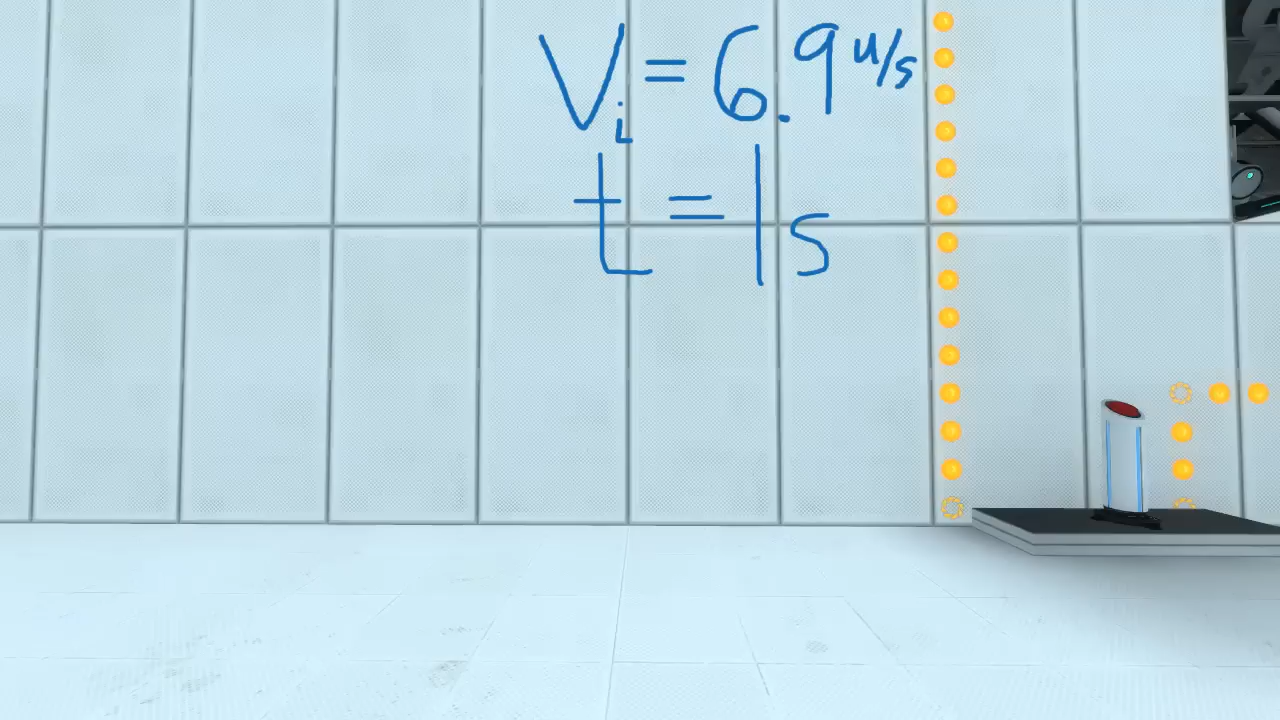 Vi = 6.9 u/s
t = 1s